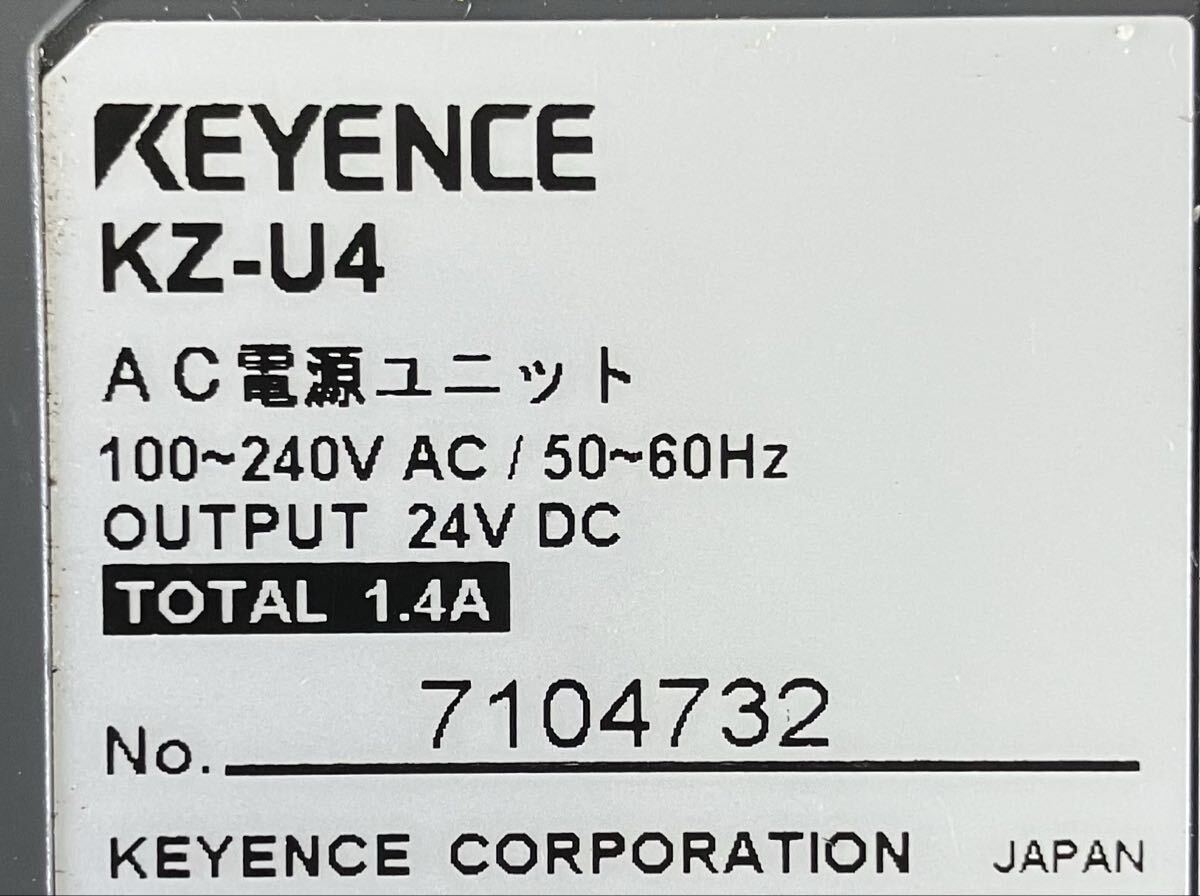 KEYENCE
KZ-U4
AC電源ユニット
100~240V AC / 50~60Hz
OUTPUT 24V DC
TOTAL 1.4A
No. 7104732
KEYENCE CORPORATION JAPAN